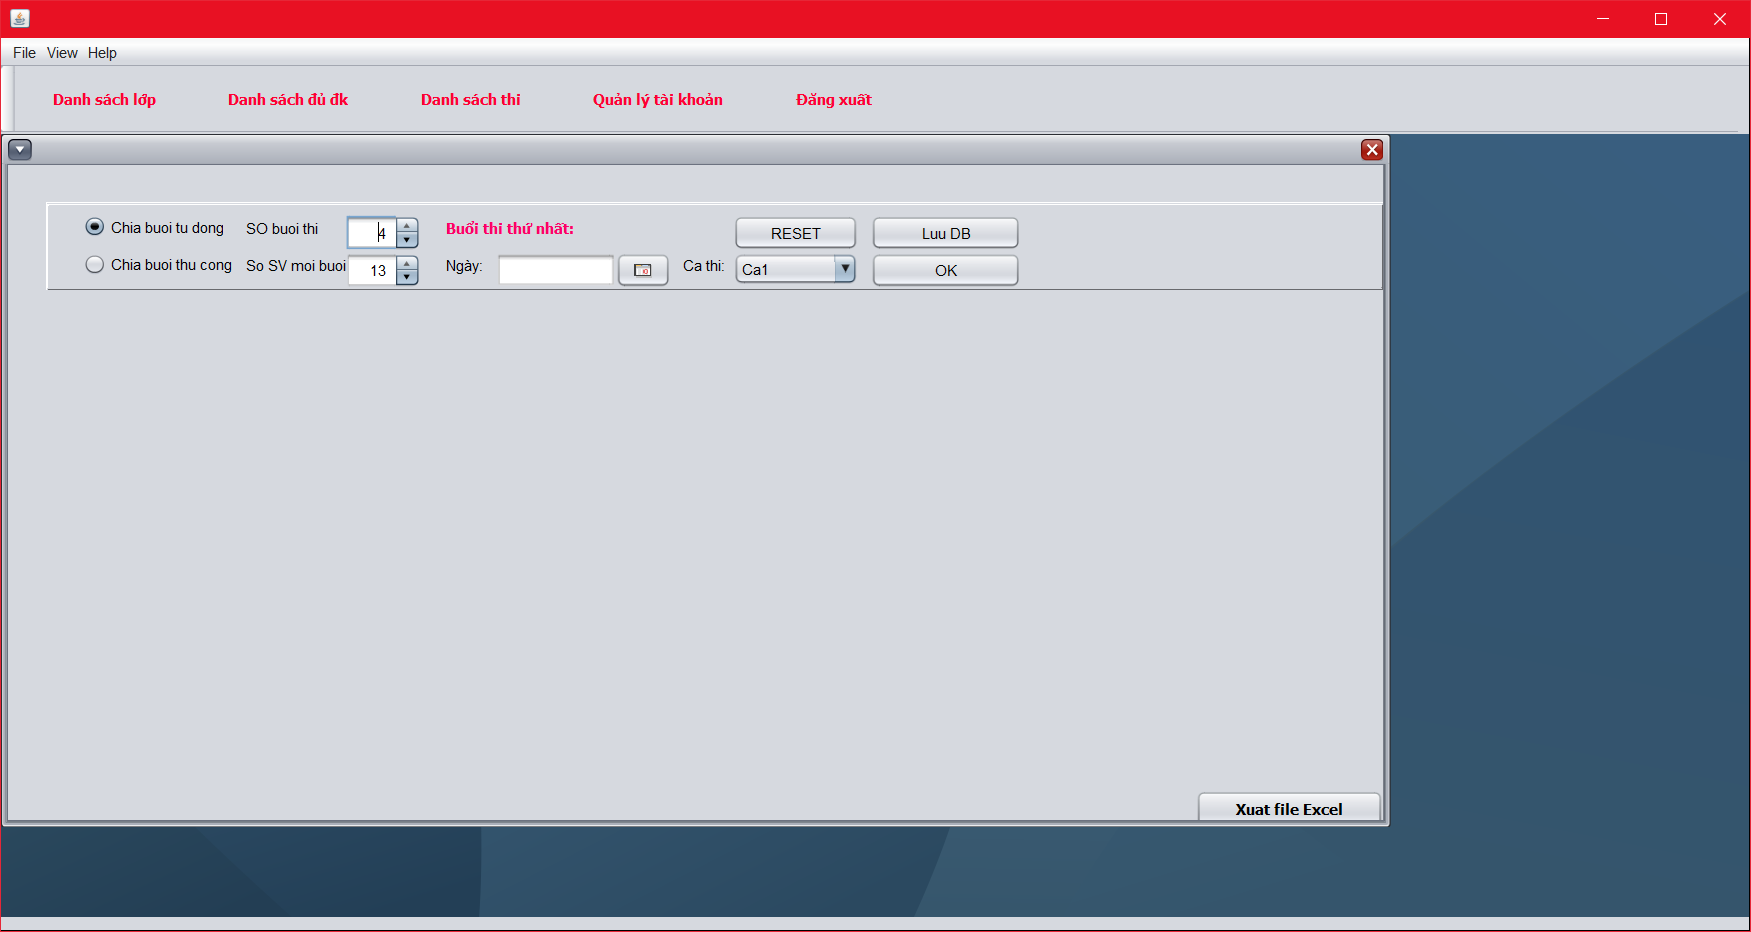 File View Help
Danh sách lớp Danh sách đủ đk Danh sách thi Quản lý tài khoản Đăng xuất
Chia buoi tu dong SO buoi thi 4 Buổi thi thứ nhất: RESET Luu DB
Chia buoi thu cong So SV moi buoi 13 Ngày: Ca thi: Ca1 OK
Xuat file Excel